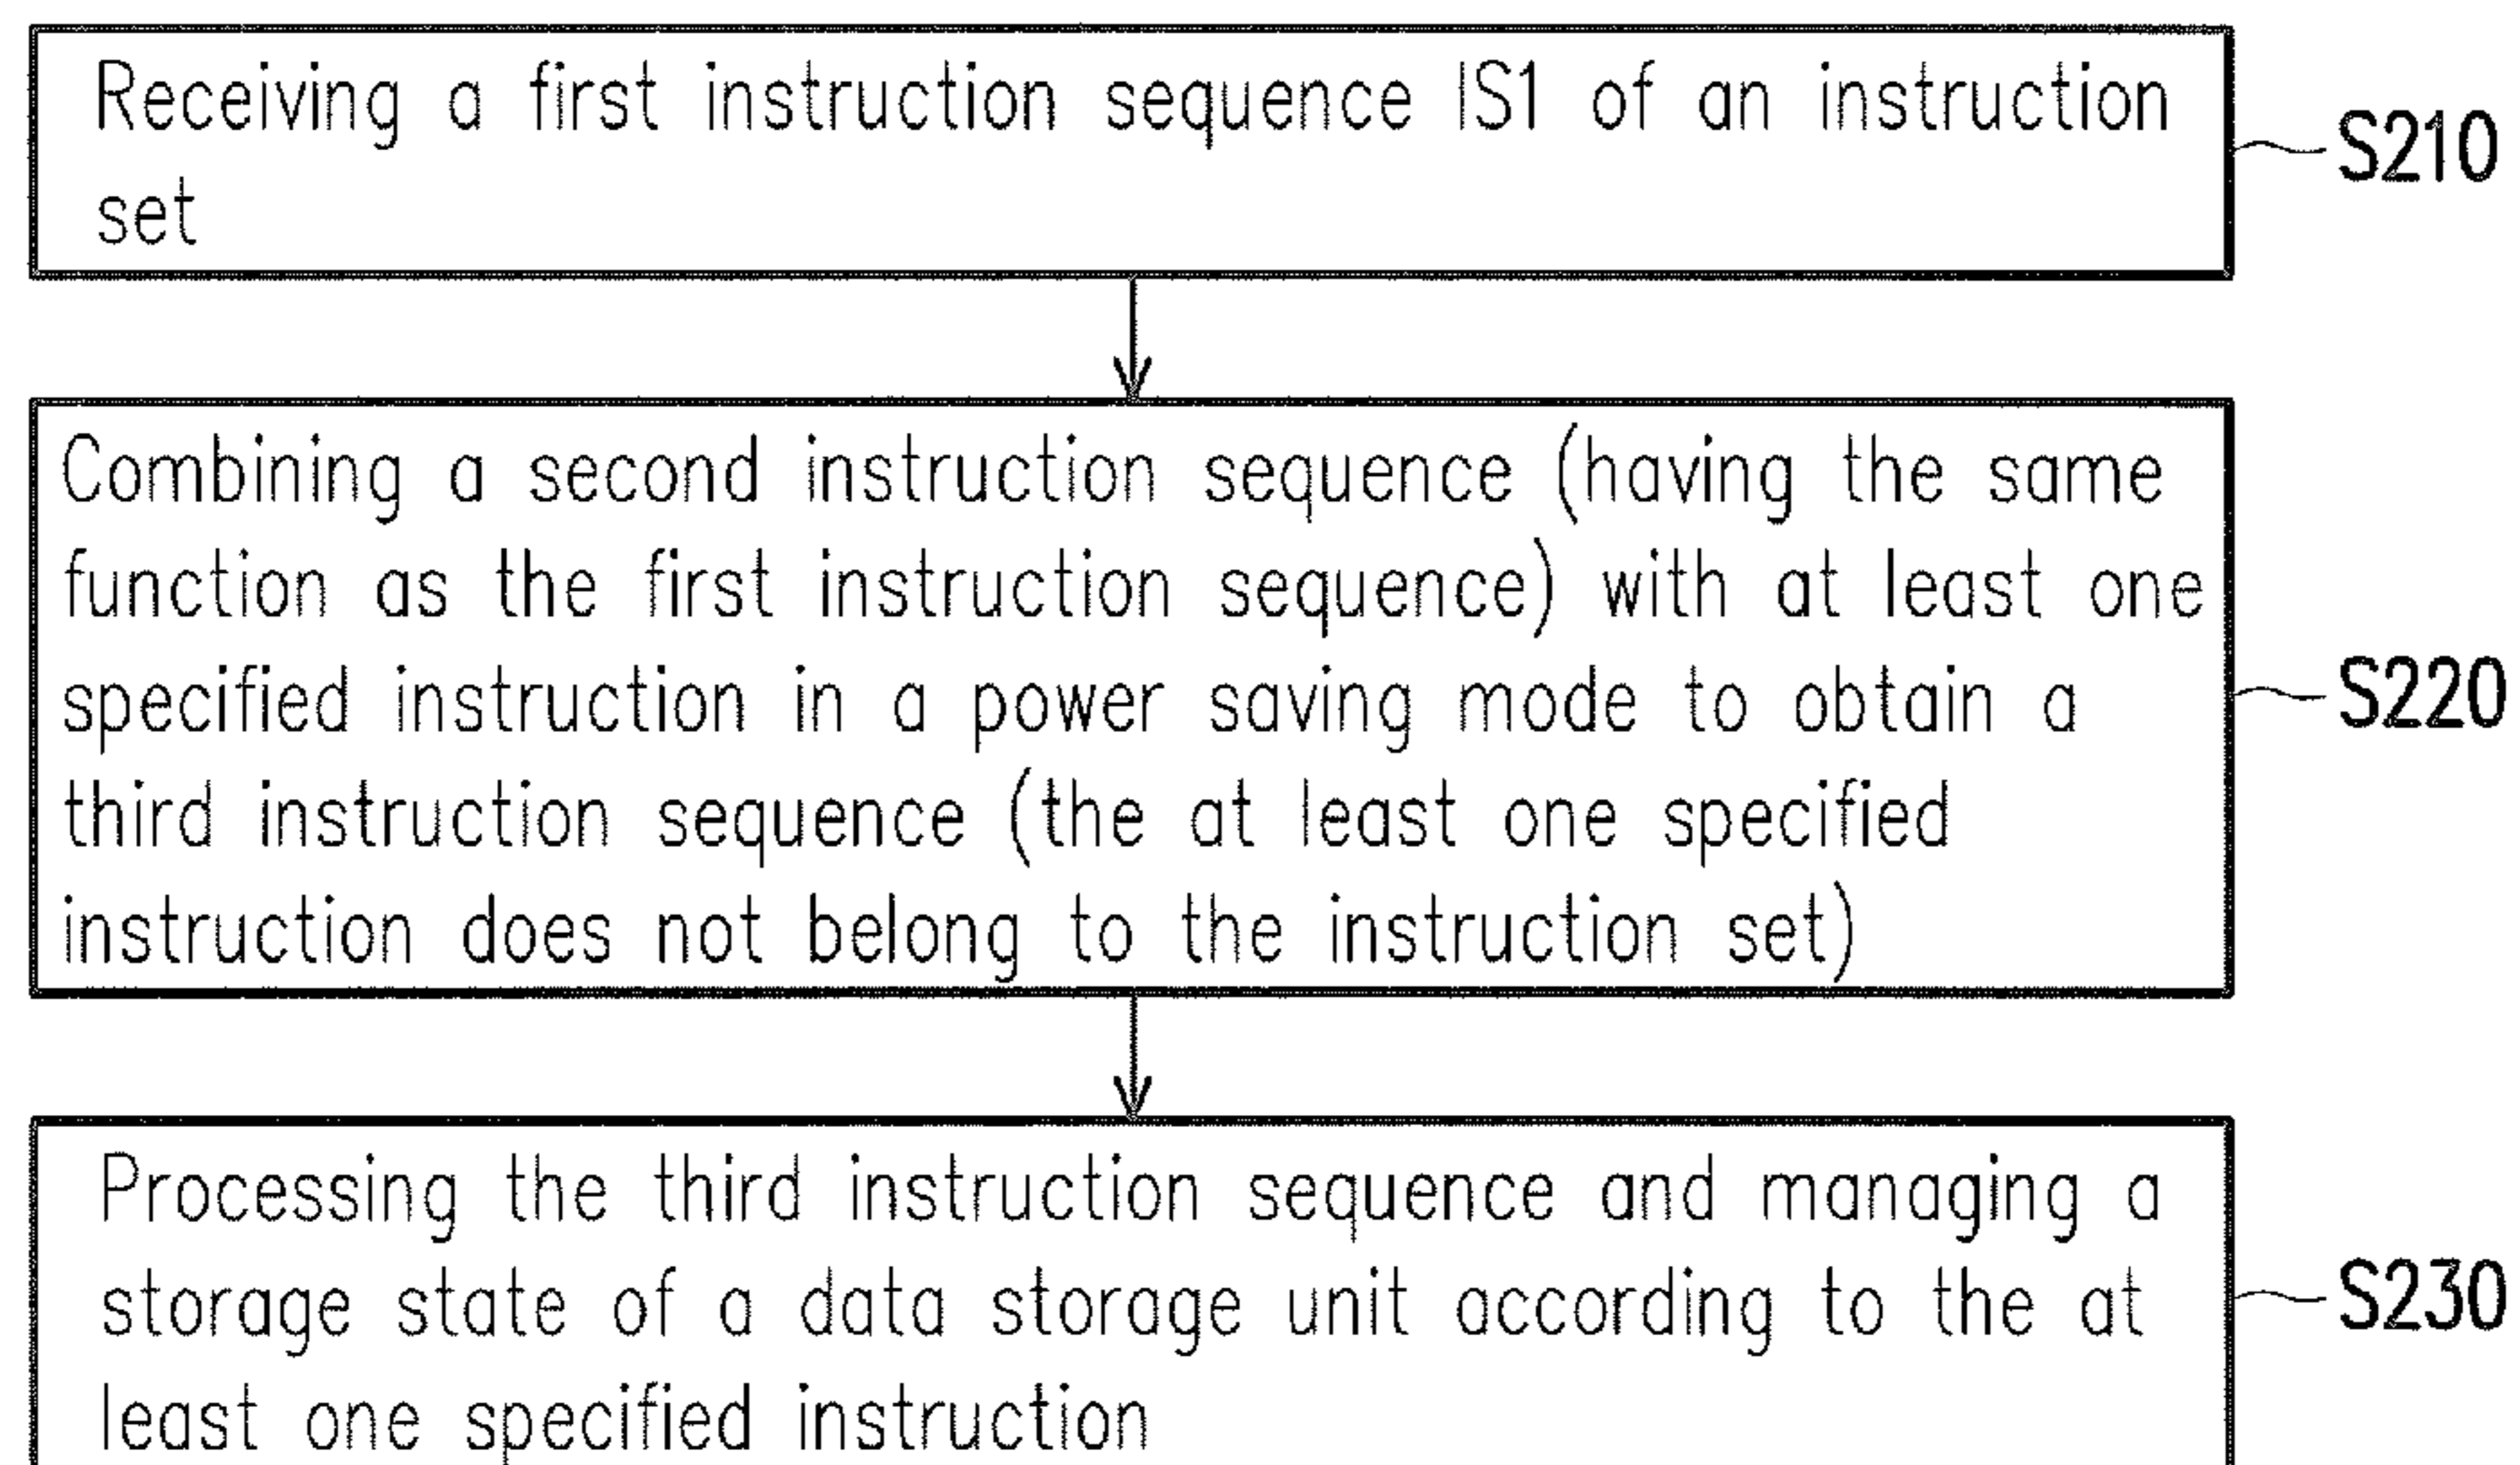 Receiving a first instruction sequence IS1 of an instruction
set
S210
Combining a second instruction sequence (having the same
function as the first instruction sequence) with at least one
specified instruction in a power saving mode to obtain a
third instruction sequence (the at least one specified
instruction does not belong to the instruction set)
S220
Processing the third instruction sequence and managing a
storage state of a data storage unit according to the at
least one specified instruction
S230